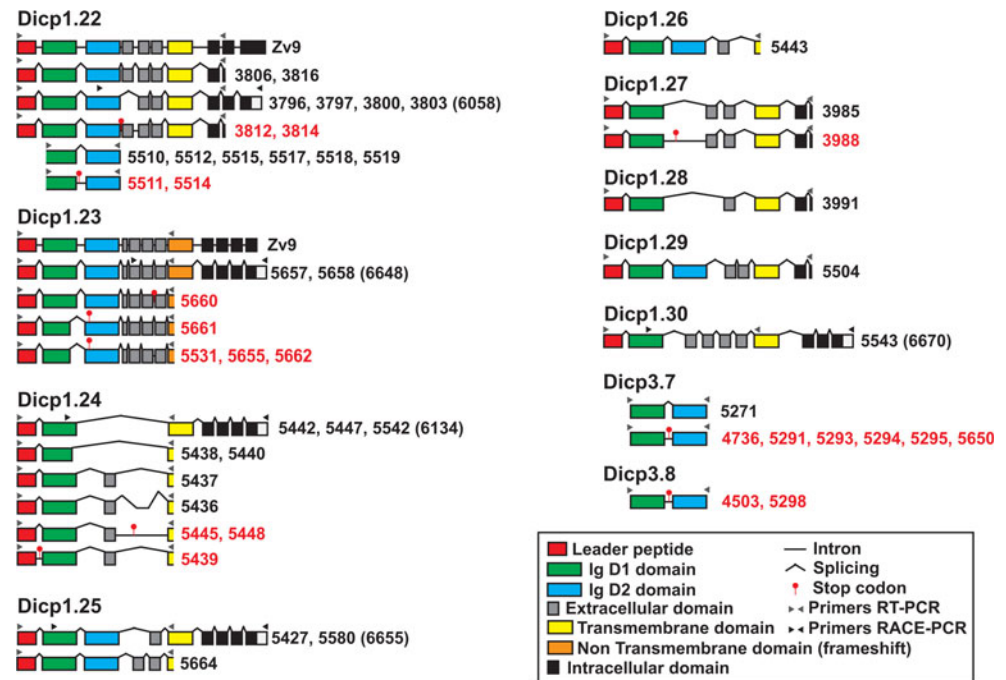 Dicp1.22
Zv9
3806, 3816
3796, 3797, 3800, 3803 (6058)
3812, 3814
5510, 5512, 5515, 5517, 5518, 5519
5511, 5514
Dicp1.23
Zv9
5657, 5658 (6648)
5660
5661
5531, 5655, 5662
Dicp1.24
5442, 5447, 5542 (6134)
5438, 5440
5437
5436
5445, 5448
5439
Dicp1.25
5427, 5580 (6655)
5664
Dicp1.26
5443
Dicp1.27
3985
3988
Dicp1.28
3991
Dicp1.29
5504
Dicp1.30
5543 (6670)
Dicp3.7
5271
4736, 5291, 5293, 5294, 5295, 5650
Dicp3.8
4503, 5298
Leader peptide
Ig D1 domain
Ig D2 domain
Extracellular domain
Transmembrane domain
Non Transmembrane domain (frameshift)
Intracellular domain
Intron
Splicing
Stop codon
Primers RT-PCR
Primers RACE-PCR